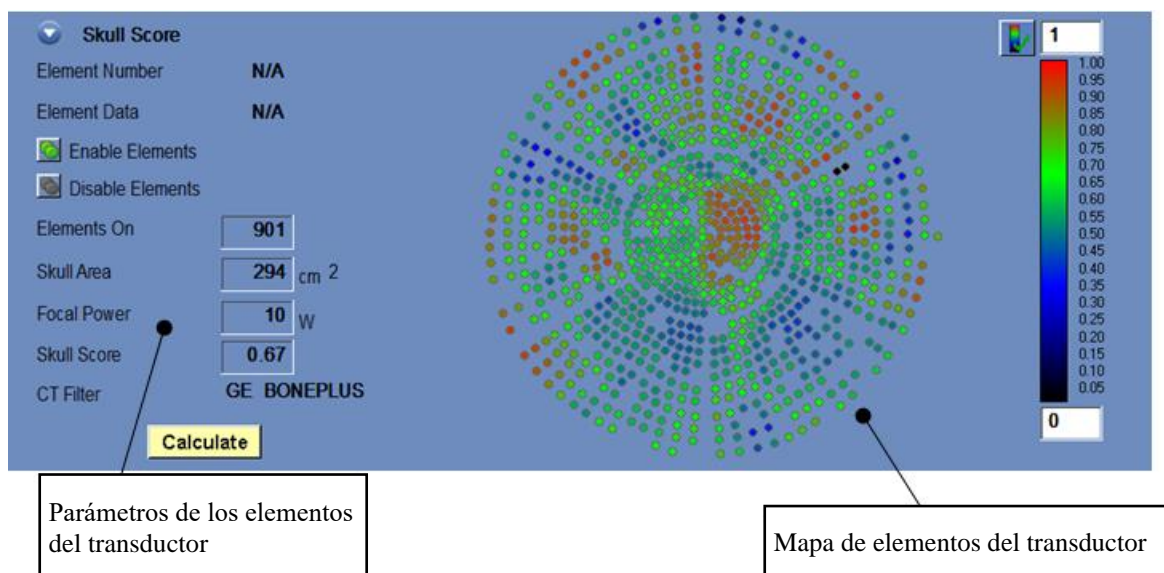 Skull Score
Element Number N/A
Element Data N/A
Enable Elements
Disable Elements
Elements On 901
Skull Area 294 cm 2
Focal Power 10 W
Skull Score 0.67
CT Filter GE BONEPLUS
Calculate
1
1.00
0.95
0.90
0.85
0.80
0.75
0.70
0.65
0.60
0.55
0.50
0.45
0.40
0.35
0.30
0.25
0.20
0.15
0.10
0.05
0
Parámetros de los elementos
del transductor
Mapa de elementos del transductor